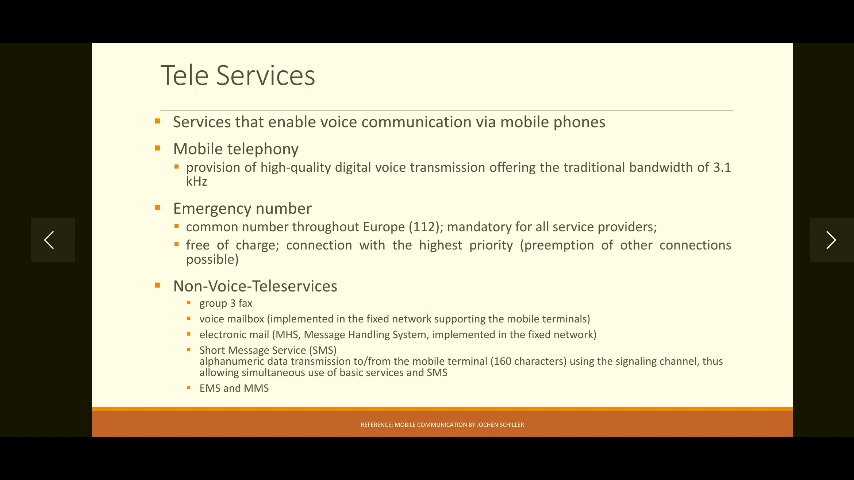 Tele Services
Services that enable voice communication via mobile phones
Mobile telephony
provision of high-quality digital voice transmission offering the traditional bandwidth of 3.1
kHz
Emergency number
common number throughout Europe (112); mandatory for all service providers;
free of charge; connection with the highest priority (preemption of other connections
possible)
Non-Voice-Teleservices
group 3 fax
voice mailbox (implemented in the fixed network supporting the mobile terminals)
electronic mail (MHS, Message Handling System, implemented in the fixed network)
Short Message Service (SMS)
alphanumeric data transmission to/from the mobile terminal (160 characters) using the signaling channel, thus
allowing simultaneous use of basic services and SMS
EMS and MMS
REFERENCE: MOBILE COMMUNICATION BY JOCHEN SCHILLER